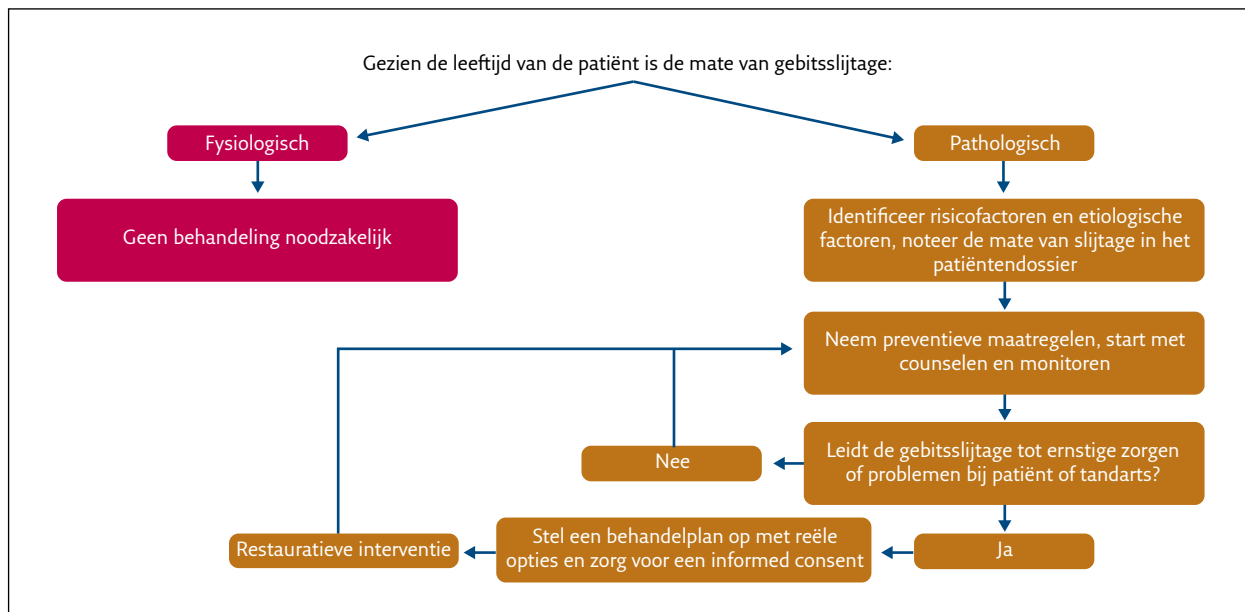 Gezien de leeftijd van de patiënt is de mate van gebitsslijtage:
Fysiologisch
Pathologisch
Geen behandeling noodzakelijk
Identificeer risicofactoren en etiologische
factoren, noteer de mate van slijtage in het
patiëntendossier
Neem preventieve maatregelen, start met
counselen en monitoren
Leidt de gebitsslijtage tot ernstige zorgen
of problemen bij patiënt of tandarts?
Nee
Ja
Stel een behandelplan op met reële
opties en zorg voor een informed consent
Restauratieve interventie